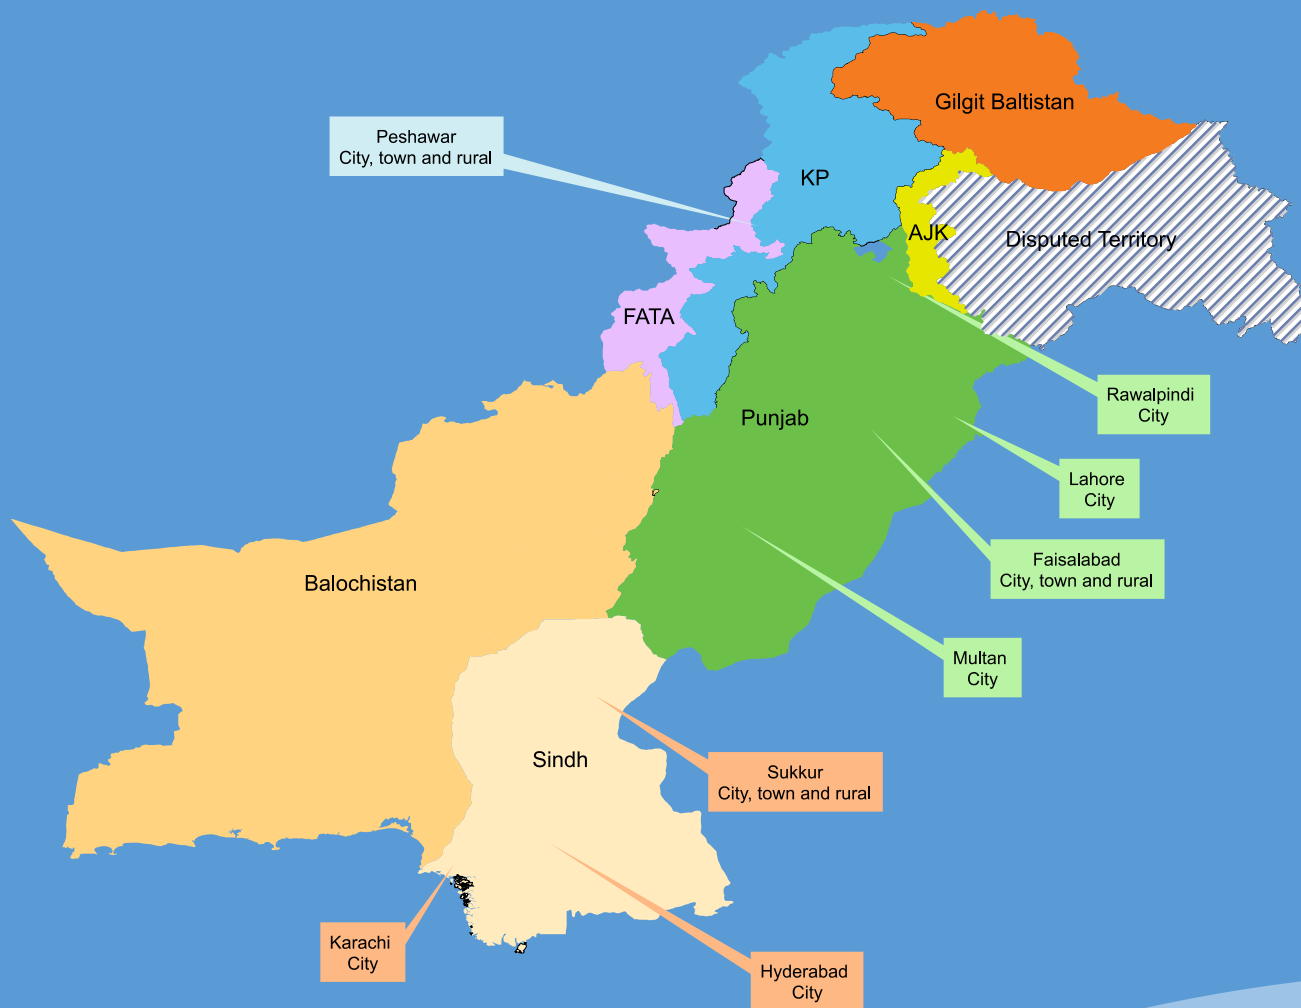 Gilgit Baltistan
Peshawar
City, town and rural
KP
AJK
Disputed Territory
FATA
Rawalpindi
City
Punjab
Lahore
City
Faisalabad
City, town and rural
Balochistan
Multan
City
Sindh
Sukkur
City, town and rural
Karachi
City
Hyderabad
City